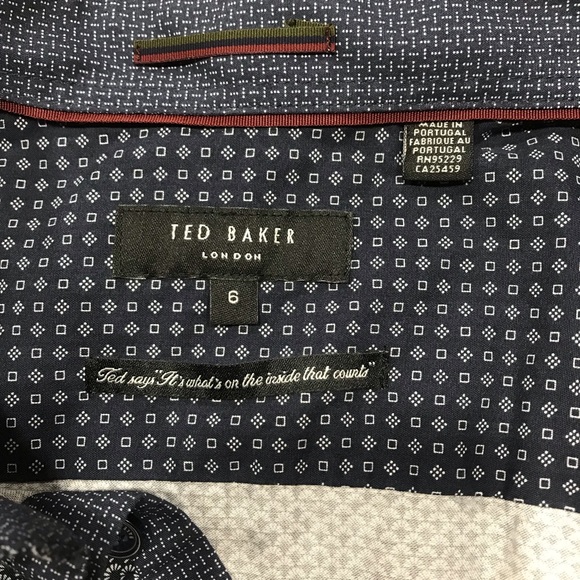 MADE IN
PORTUGAL
FABRIQUE AU
PORTUGAL
RN95229
CA25459
TED BAKER
LONDON
6
Ted says "It's what's on the inside that counts"